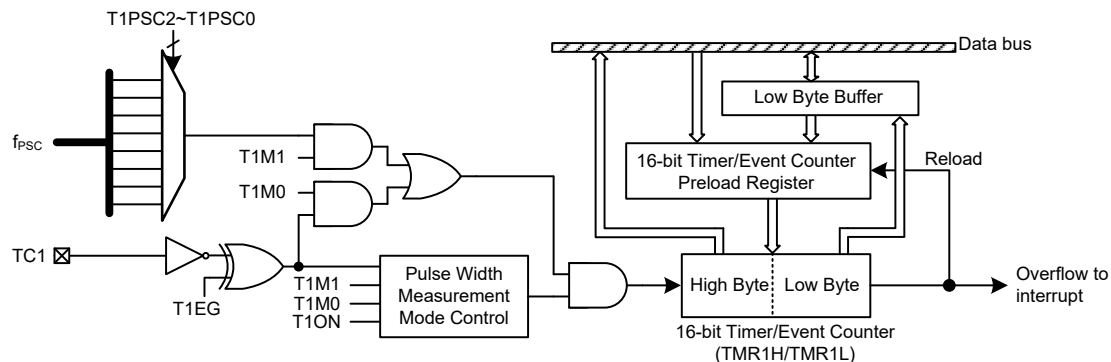 T1PSC2~T1PSC0
Data bus
Low Byte Buffer
fPSC
T1M1
16-bit Timer/Event Counter
Preload Register
Reload
T1M0
TC1
T1EG
T1M1
T1M0
T1ON
Pulse Width
Measurement
Mode Control
High Byte
Low Byte
Overflow to
interrupt
16-bit Timer/Event Counter
(TMR1H/TMR1L)